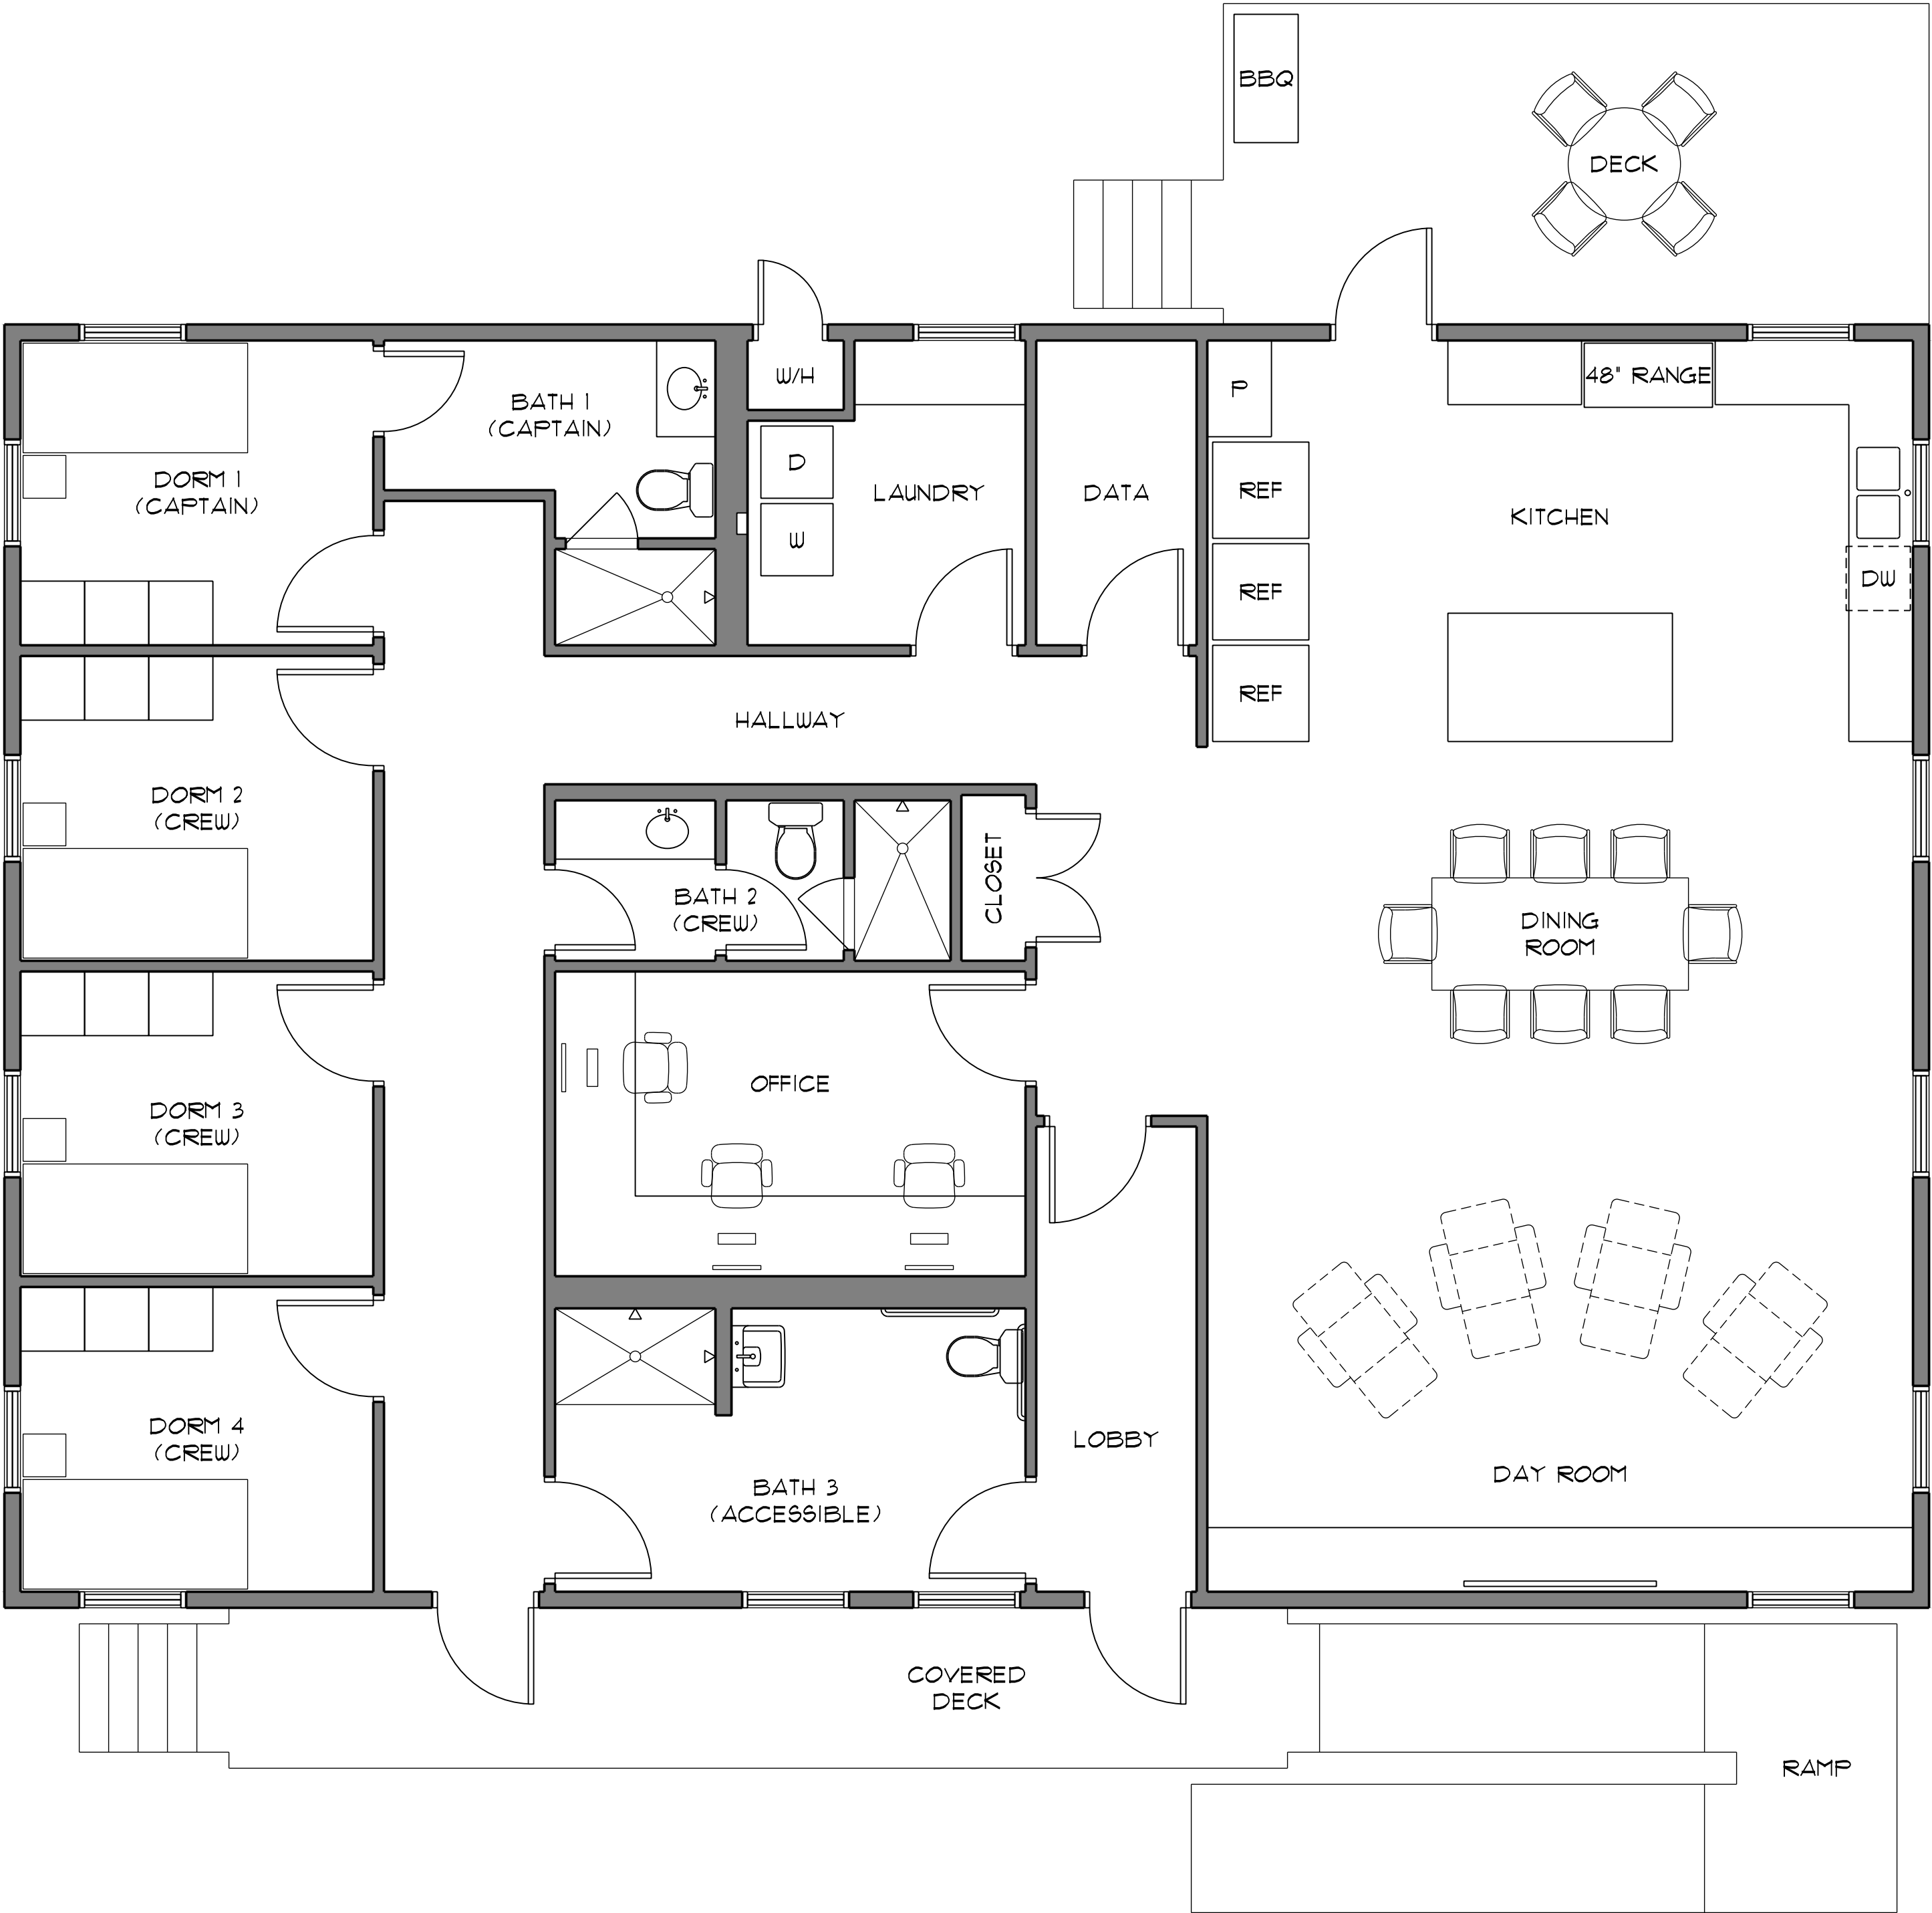 BBQ
DECK
W/H
P
48" RANGE
BATH 1
(CAPTAIN)
DORM 1
(CAPTAIN)
D
LAUNDRY
DATA
REF
KITCHEN
W
REF
DW
REF
HALLWAY
DORM 2
(CREW)
BATH 2
(CREW)
CLOSET
DINING
ROOM
DORM 3
(CREW)
OFFICE
DORM 4
(CREW)
LOBBY
DAY ROOM
BATH 3
(ACCESSIBLE)
COVERED
DECK
RAMP